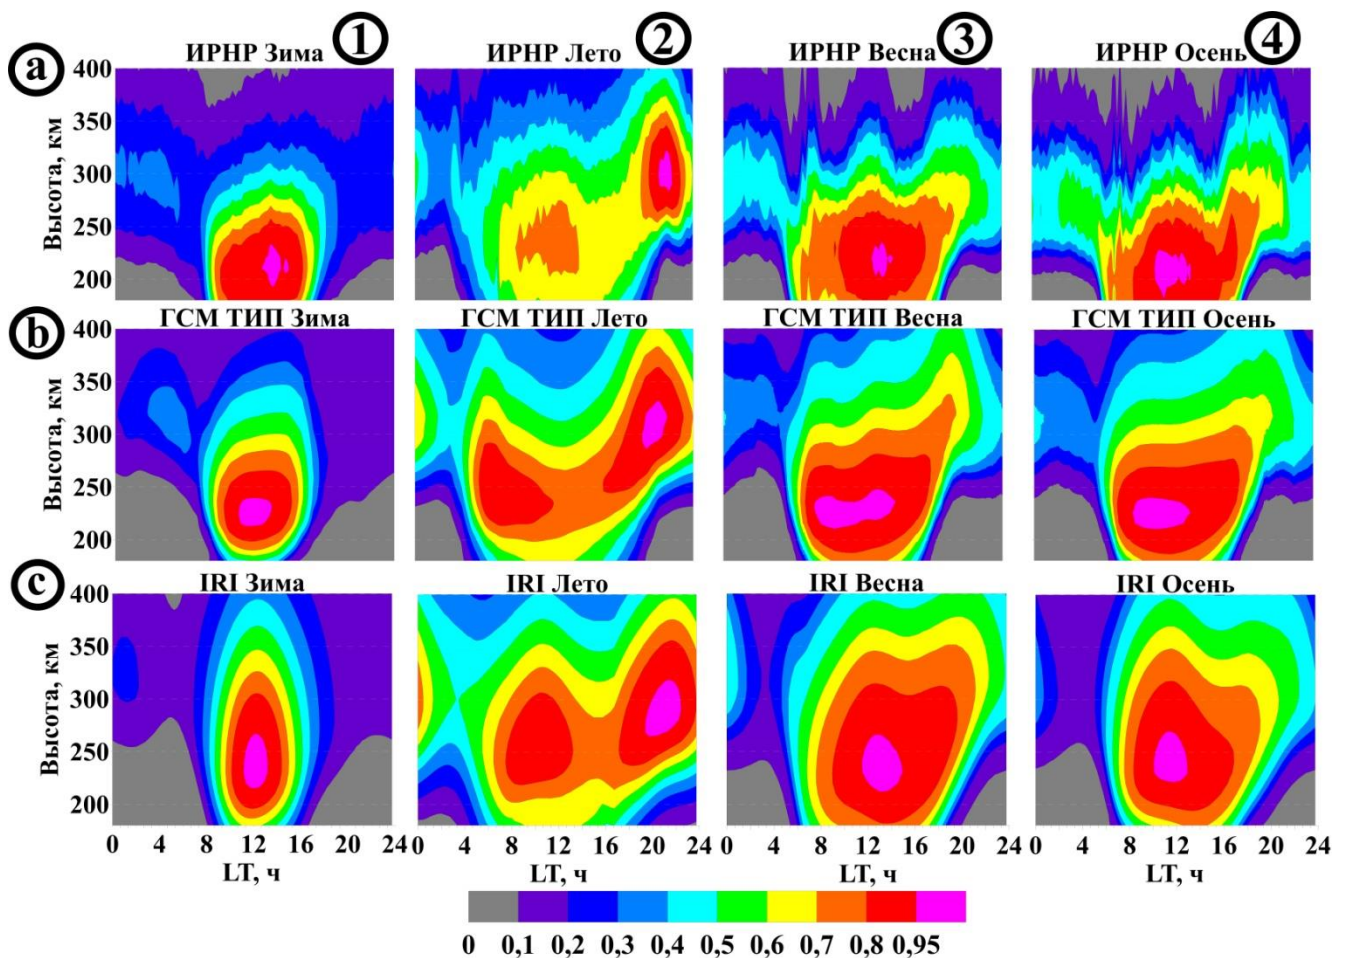 1 2 3 4
ИРНР Зима ИРНР Лето ИРНР Весна ИРНР Осень
a
400
350
300
250
200
Высота, км
ГСМ ТИП Зима ГСМ ТИП Лето ГСМ ТИП Весна ГСМ ТИП Осень
b
400
350
300
250
200
Высота, км
IRI Зима IRI Лето IRI Весна IRI Осень
c
400
350
300
250
200
Высота, км
0 4 8 12 16 20 24 0 4 8 12 16 20 24 0 4 8 12 16 20 24 0 4 8 12 16 20 24
LT, ч LT, ч LT, ч LT, ч
0 0,1 0,2 0,3 0,4 0,5 0,6 0,7 0,8 0,95